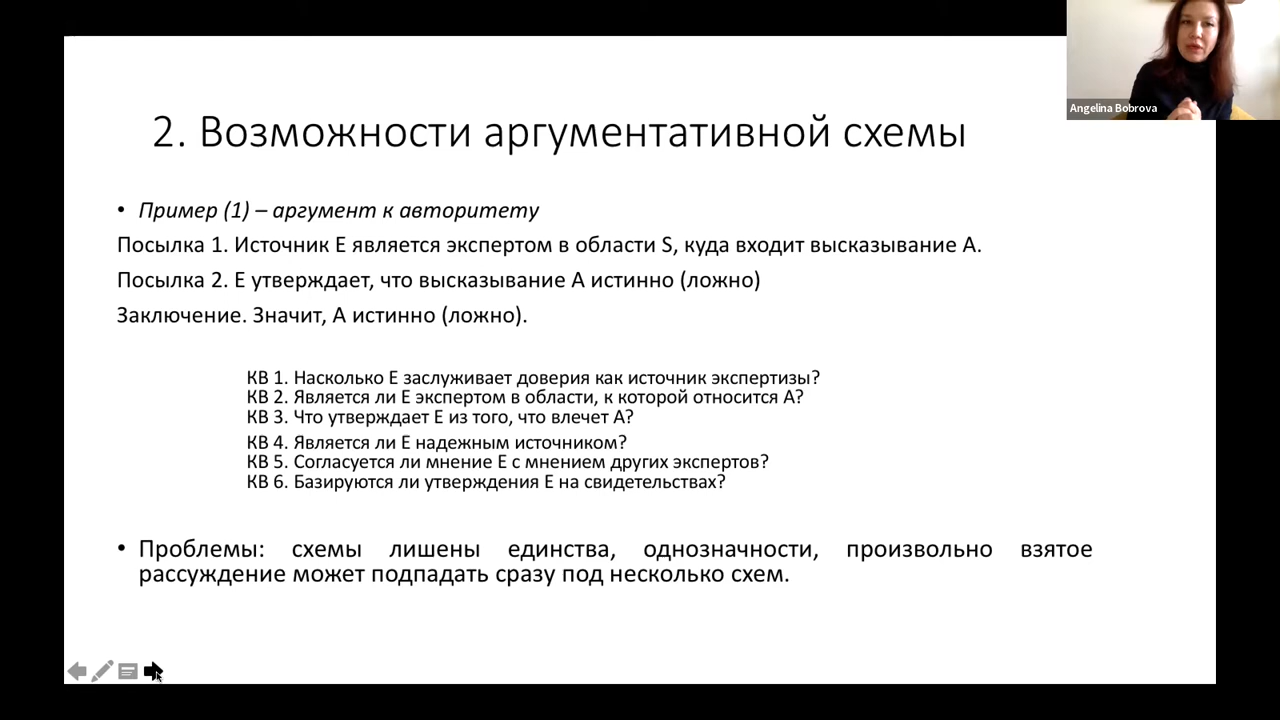 Angelina Bobrova
2. Возможности аргументативной схемы
• Пример (1) – аргумент к авторитету
Посылка 1. Источник E является экспертом в области S, куда входит высказывание A.
Посылка 2. E утверждает, что высказывание A истинно (ложно)
Заключение. Значит, A истинно (ложно).
КВ 1. Насколько E заслуживает доверия как источник экспертизы?
КВ 2. Является ли E экспертом в области, к которой относится A?
КВ 3. Что утверждает E из того, что влечет A?
КВ 4. Является ли E надежным источником?
КВ 5. Согласуется ли мнение E с мнением других экспертов?
КВ 6. Базируются ли утверждения E на свидетельствах?
• Проблемы: схемы лишены единства, однозначности, произвольно взятое
рассуждение может подпадать сразу под несколько схем.